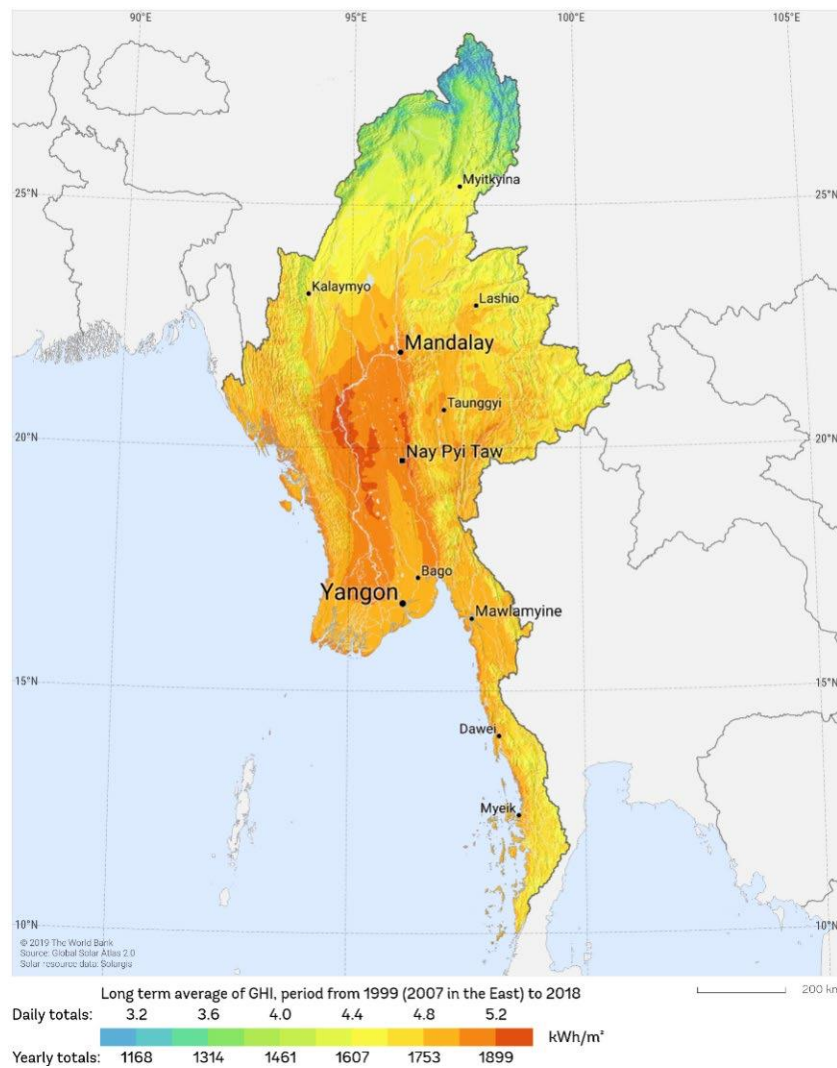 90°E 95°E 100°E 105°E
Myitkyina
25°N 25°N
Kalaymyo
Lashio
Mandalay
Taunggyi
20°N 20°N
Nay Pyi Taw
Bago
Yangon
Mawlamyine
15°N 15°N
Dawei
Myeik
10°N 10°N
© 2019 The World Bank
Source: Global Solar Atlas 2.0
Solar resource data: Solargis
Long term average of GHI, period from 1999 (2007 in the East) to 2018
200 km
Daily totals: 3.2 3.6 4.0 4.4 4.8 5.2
kWh/m²
Yearly totals: 1168 1314 1461 1607 1753 1899